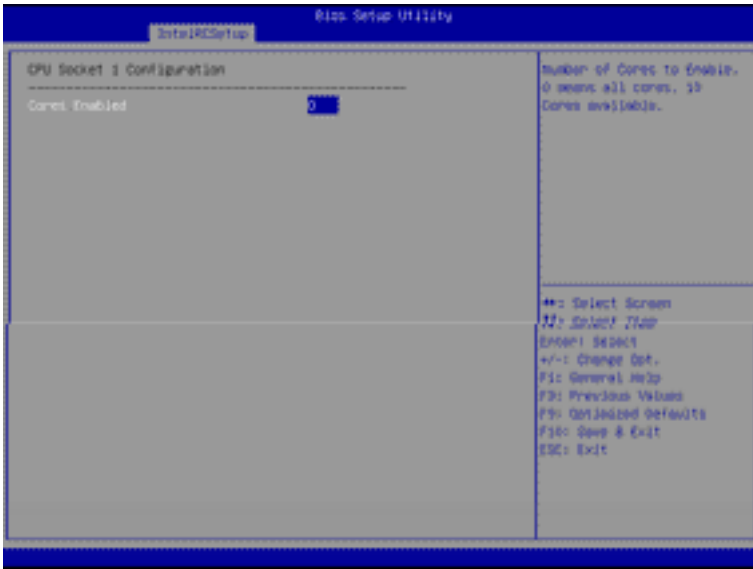 Bios Setup Utility
IntelRCSetup
CPU Socket 1 Configuration
Cores Enabled
0
Number of Cores to Enable.
0 means all cores.
Cores available.
: Select Screen
: Select Item
Enter: Select
+/-: Change Opt.
F1: General Help
: Previous Values
F9: Optimized Defaults
F10: Save & Exit
ESC: Exit